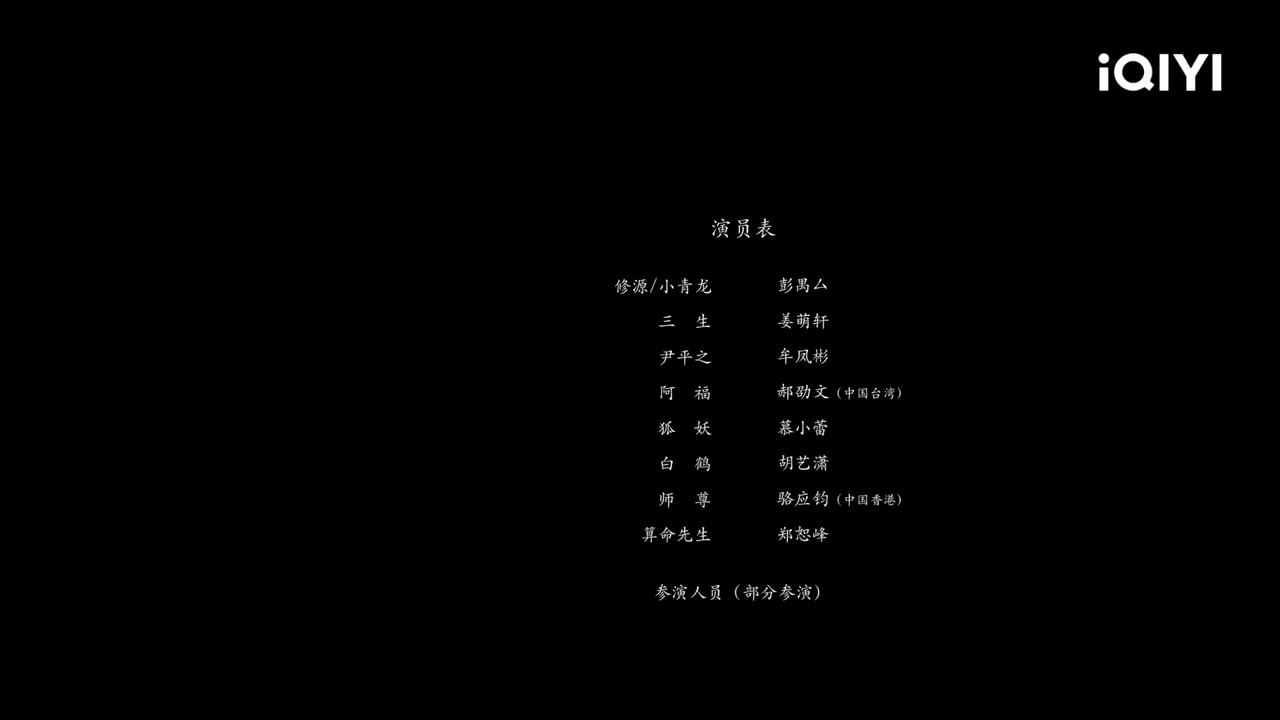 iQIYI
演员表
修源/小青龙 彭禺厶
三 生 姜萌轩
尹平之 牟凤彬
阿 福 郝劭文(中国台湾)
狐 妖 慕小蕾
白 鹤 胡艺潇
师 尊 骆应钧(中国香港)
算命先生 郑恕峰
参演人员(部分参演)